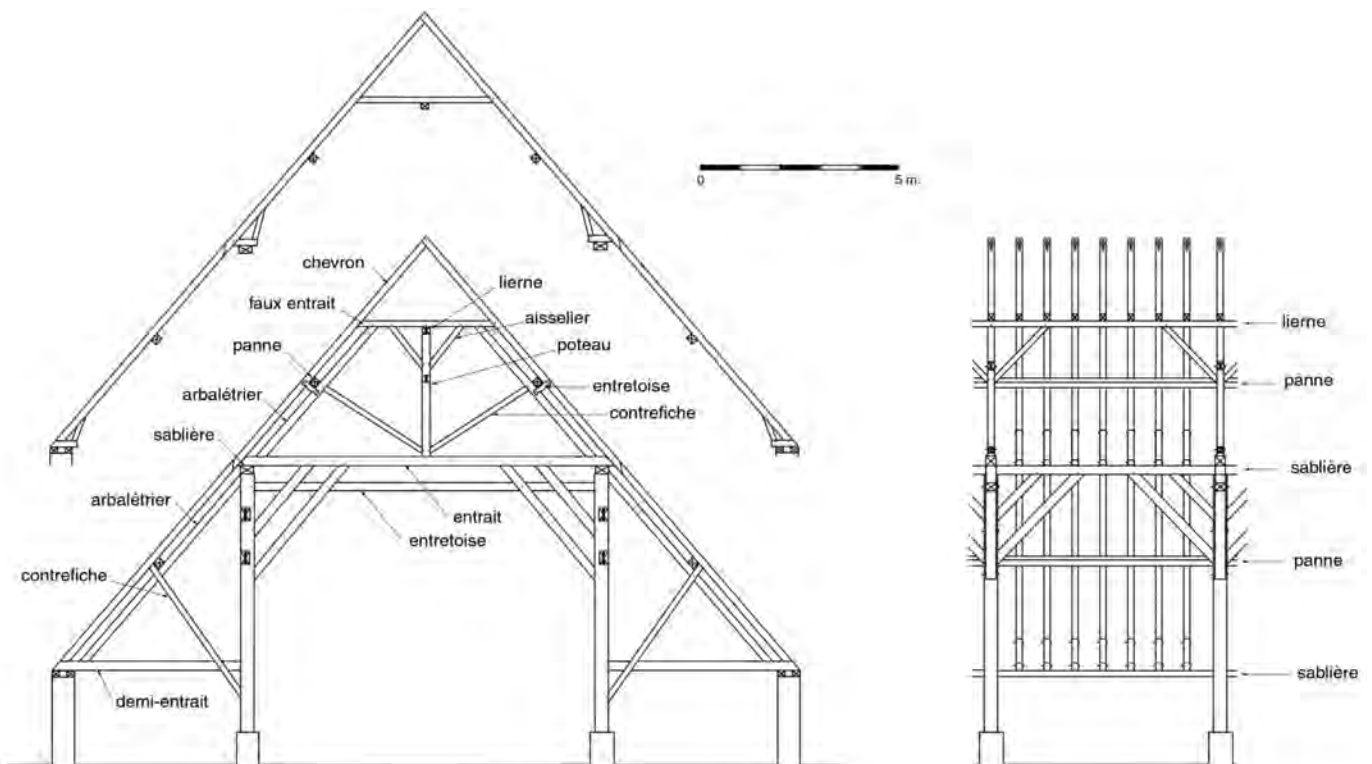 0
5 m.
chevron
lierne
faux entrait
aisselier
panne
poteau
entretoise
arbalétrier
contrefiche
sablière
arbalétrier
entrait
entretoise
contrefiche
demi-entrait
lierne
panne
sablière
panne
sablière